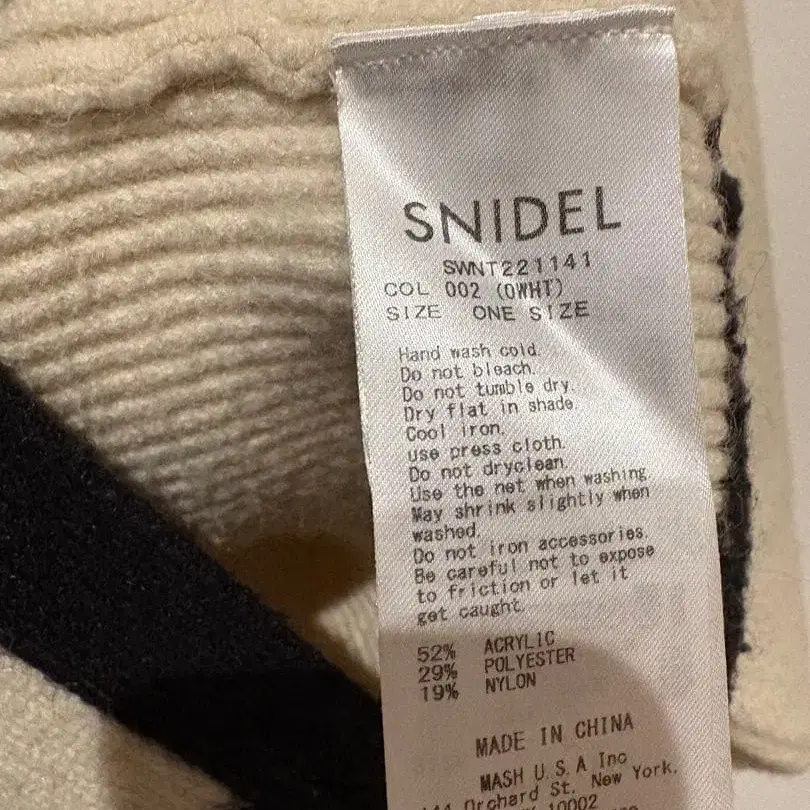 SNIDEL
SWNT221141
COL 002 (OWHT)
SIZE ONE SIZE
Hand wash cold.
Do not bleach.
Do not tumble dry.
Dry flat in shade.
Cool iron.
use press cloth.
Do not dryclean.
Use the net when washing
May shrink slightly when
washed.
Do not iron accessories.
Be careful not to expose
to friction or let it
get caught.
52% ACRYLIC
29% POLYESTER
19% NYLON
MADE IN CHINA
MASH U.S.A Inc
Orchard St. New York.
10002